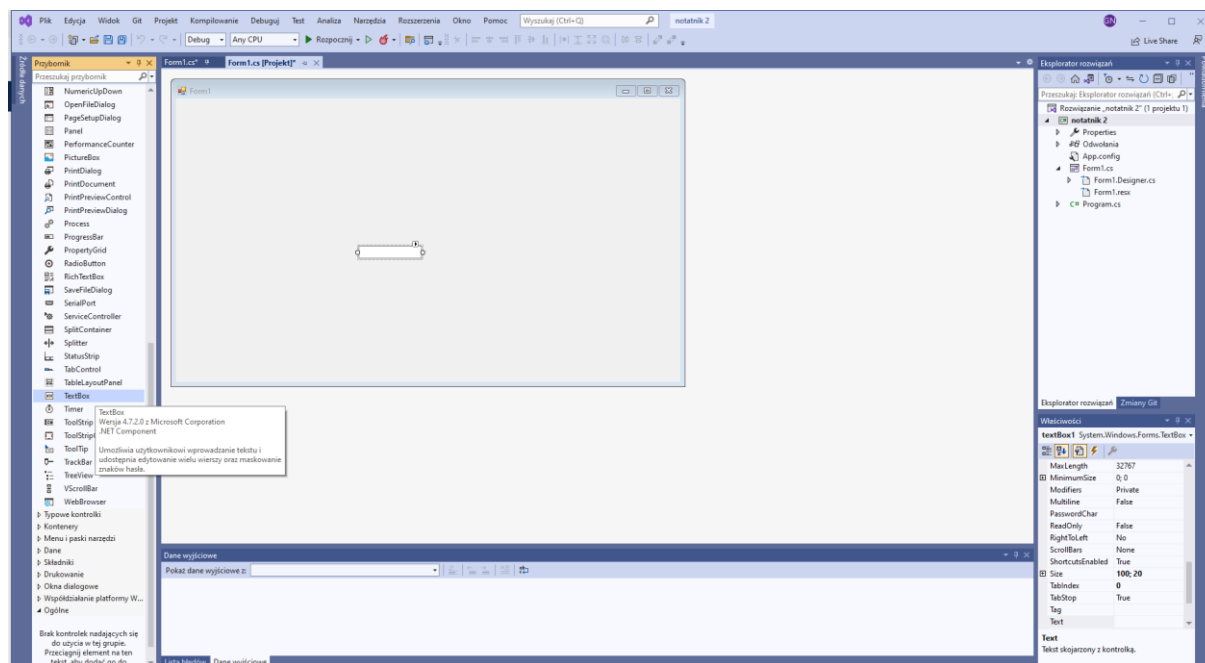 Plik Edycja Widok Git Projekt Kompilowanie Debuguj Test Analiza Narzędzia Rozszerzenia Okno Pomoc Wyszukaj (Ctrl+Q) notatnik 2 GN
Debug Any CPU Rozpocznij Live Share
Źródła danych
Przybornik
Przeszukaj przybornik
NumericUpDown
OpenFileDialog
PageSetupDialog
Panel
PerformanceCounter
PictureBox
PrintDialog
PrintDocument
PrintPreviewControl
PrintPreviewDialog
Process
ProgressBar
PropertyGrid
RadioButton
RichTextBox
SaveFileDialog
SerialPort
ServiceController
SplitContainer
Splitter
StatusStrip
TabControl
TableLayoutPanel
TextBox
Timer
ToolStrip
ToolStrip
ToolTip
TrackBar
TreeView
VScrollBar
WebBrowser
Typowe kontrolki
Kontenery
Menu i paski narzędzi
Dane
Składniki
Drukowanie
Okna dialogowe
Współdziałanie platformy W...
Ogólne
Brak kontrolek nadających się
do użycia w tej grupie.
Przeciągnij element na ten
tekst, aby dodać go do
TextBox
Wersja 4.7.2.0 z Microsoft Corporation
.NET Component
Umożliwia użytkownikowi wprowadzanie tekstu i
udostępnia edytowanie wielu wierszy oraz maskowanie
znaków hasła.
Form1.cs* Form1.cs [Projekt]*
Form1
Dane wyjściowe
Pokaż dane wyjściowe z:
Lista błędów Dane wyjściowe
Eksplorator rozwiązań
Przeszukaj: Eksplorator rozwiązań (Ctrl+;
Rozwiązanie „notatnik 2" (1 projektu 1)
notatnik 2
Properties
Odwołania
App.config
Form1.cs
Form1.Designer.cs
Form1.resx
C# Program.cs
Eksplorator rozwiązań Zmiany Git
Właściwości
textBox1 System.Windows.Forms.TextBox
MaxLength 32767
MinimumSize 0; 0
Modifiers Private
Multiline False
PasswordChar
ReadOnly False
RightToLeft No
ScrollBars None
ShortcutsEnabled True
Size 100; 20
TabIndex 0
TabStop True
Tag
Text
Text
Tekst skojarzony z kontrolką.